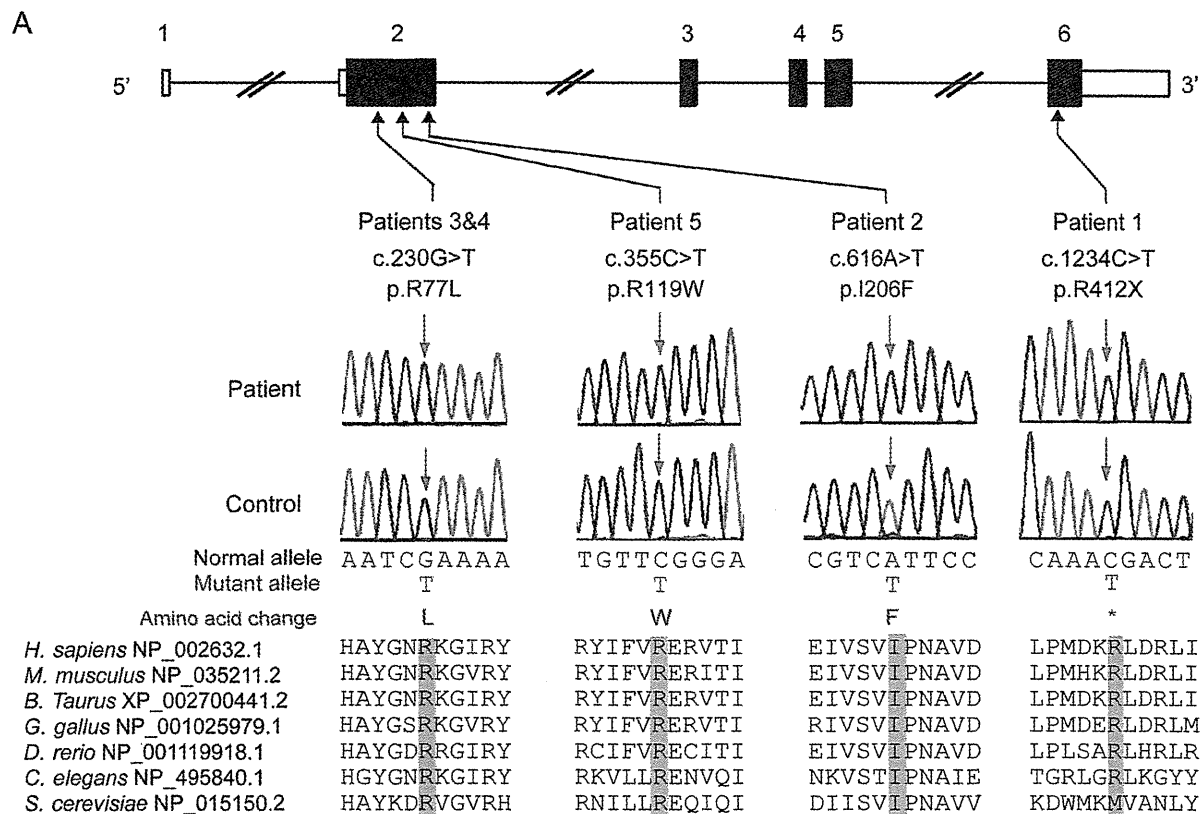 A
1 2 3 4 5 6
5' 3'
Patients 3&4 Patient 5 Patient 2 Patient 1
c.230G>T c.355C>T c.616A>T c.1234C>T
p.R77L p.R119W p.I206F p.R412X
Patient
Control
Normal allele AATCGAAAA TGTTCGGGA CGTCATTCC CAAACGACT
Mutant allele T T T T
Amino acid change L W F *
H. sapiens NP_002632.1 HAYGNRKGIRY RYIFVRERVTI EIVSVIPNAVD LPMDKRLDRLI
M. musculus NP_035211.2 HAYGNRKGVRY RYIFVRERITI EIVSVIPNAVD LPMHKRLDRLI
B. Taurus XP_002700441.2 HAYGNRKGIRY RYIFVRERVTI EIVSVIPNAVD LPMDKRLDRLI
G. gallus NP_001025979.1 HAYGSRKGIRY RYIFVRERVTI RIVSVIPNAVD LPMDERLDRLM
D. rerio NP_001119918.1 HAYGDRRGIRY RCIFVRECITI EIVSVIPNAVD LPLSARLHRLR
C. elegans NP_495840.1 HGYGNRKGIRY RKVLLRENVQI NKVSTIPNAIE TGRLGRLKGYY
S. cerevisiae NP_015150.2 HAYKDRVGVRH RNILLREQIQI DIISVIPNAVV KDWMKMVANLY